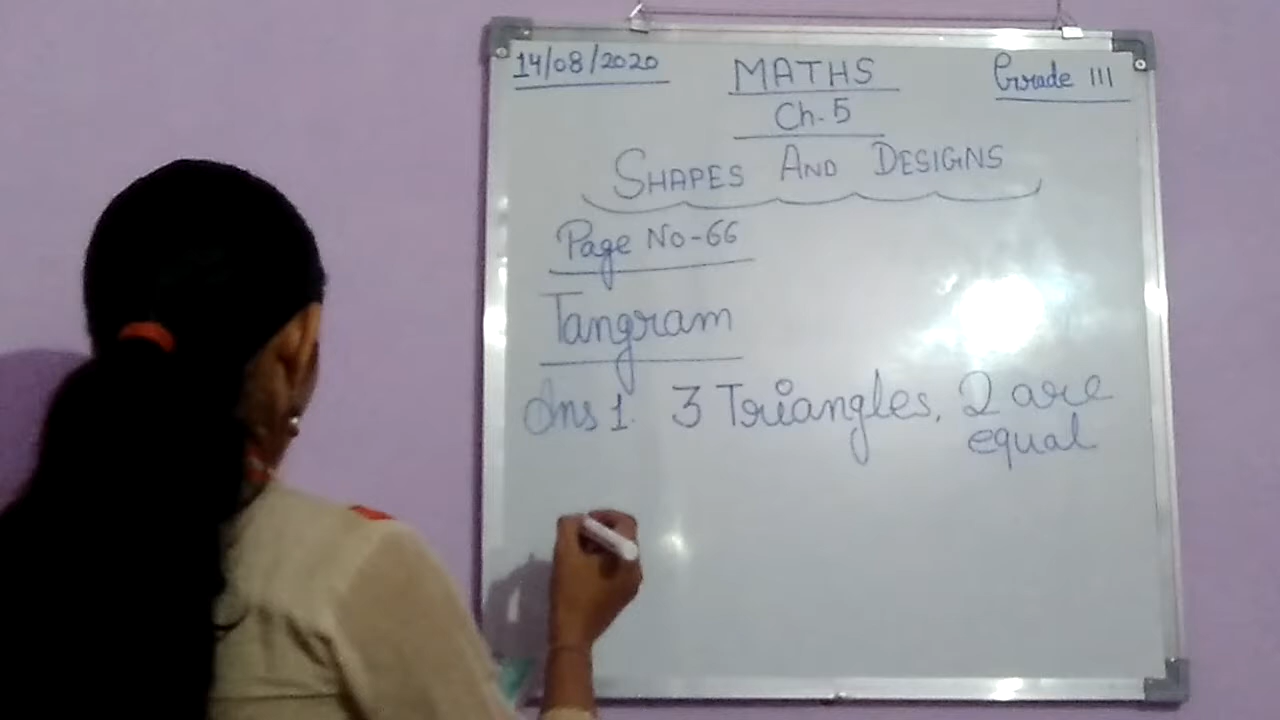 14/08/2020 MATHS Grade III
Ch. 5
SHAPES AND DESIGNS
Page No-66
Tangram
Ans 1. 3 Triangles, 2 are
equal